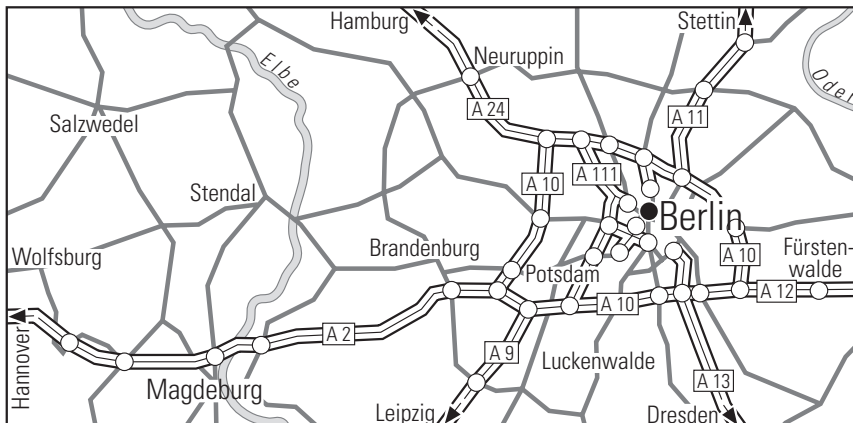 Hamburg
Stettin
Elbe
Neuruppin
Oder
A 24
A 11
Salzwedel
A 111
A 10
Stendal
Berlin
Brandenburg
Wolfsburg
A 10
Fürsten-
walde
Potsdam
A 12
A 10
A 2
Hannover
A 9
Luckenwalde
Magdeburg
A 13
Leipzig
Dresden